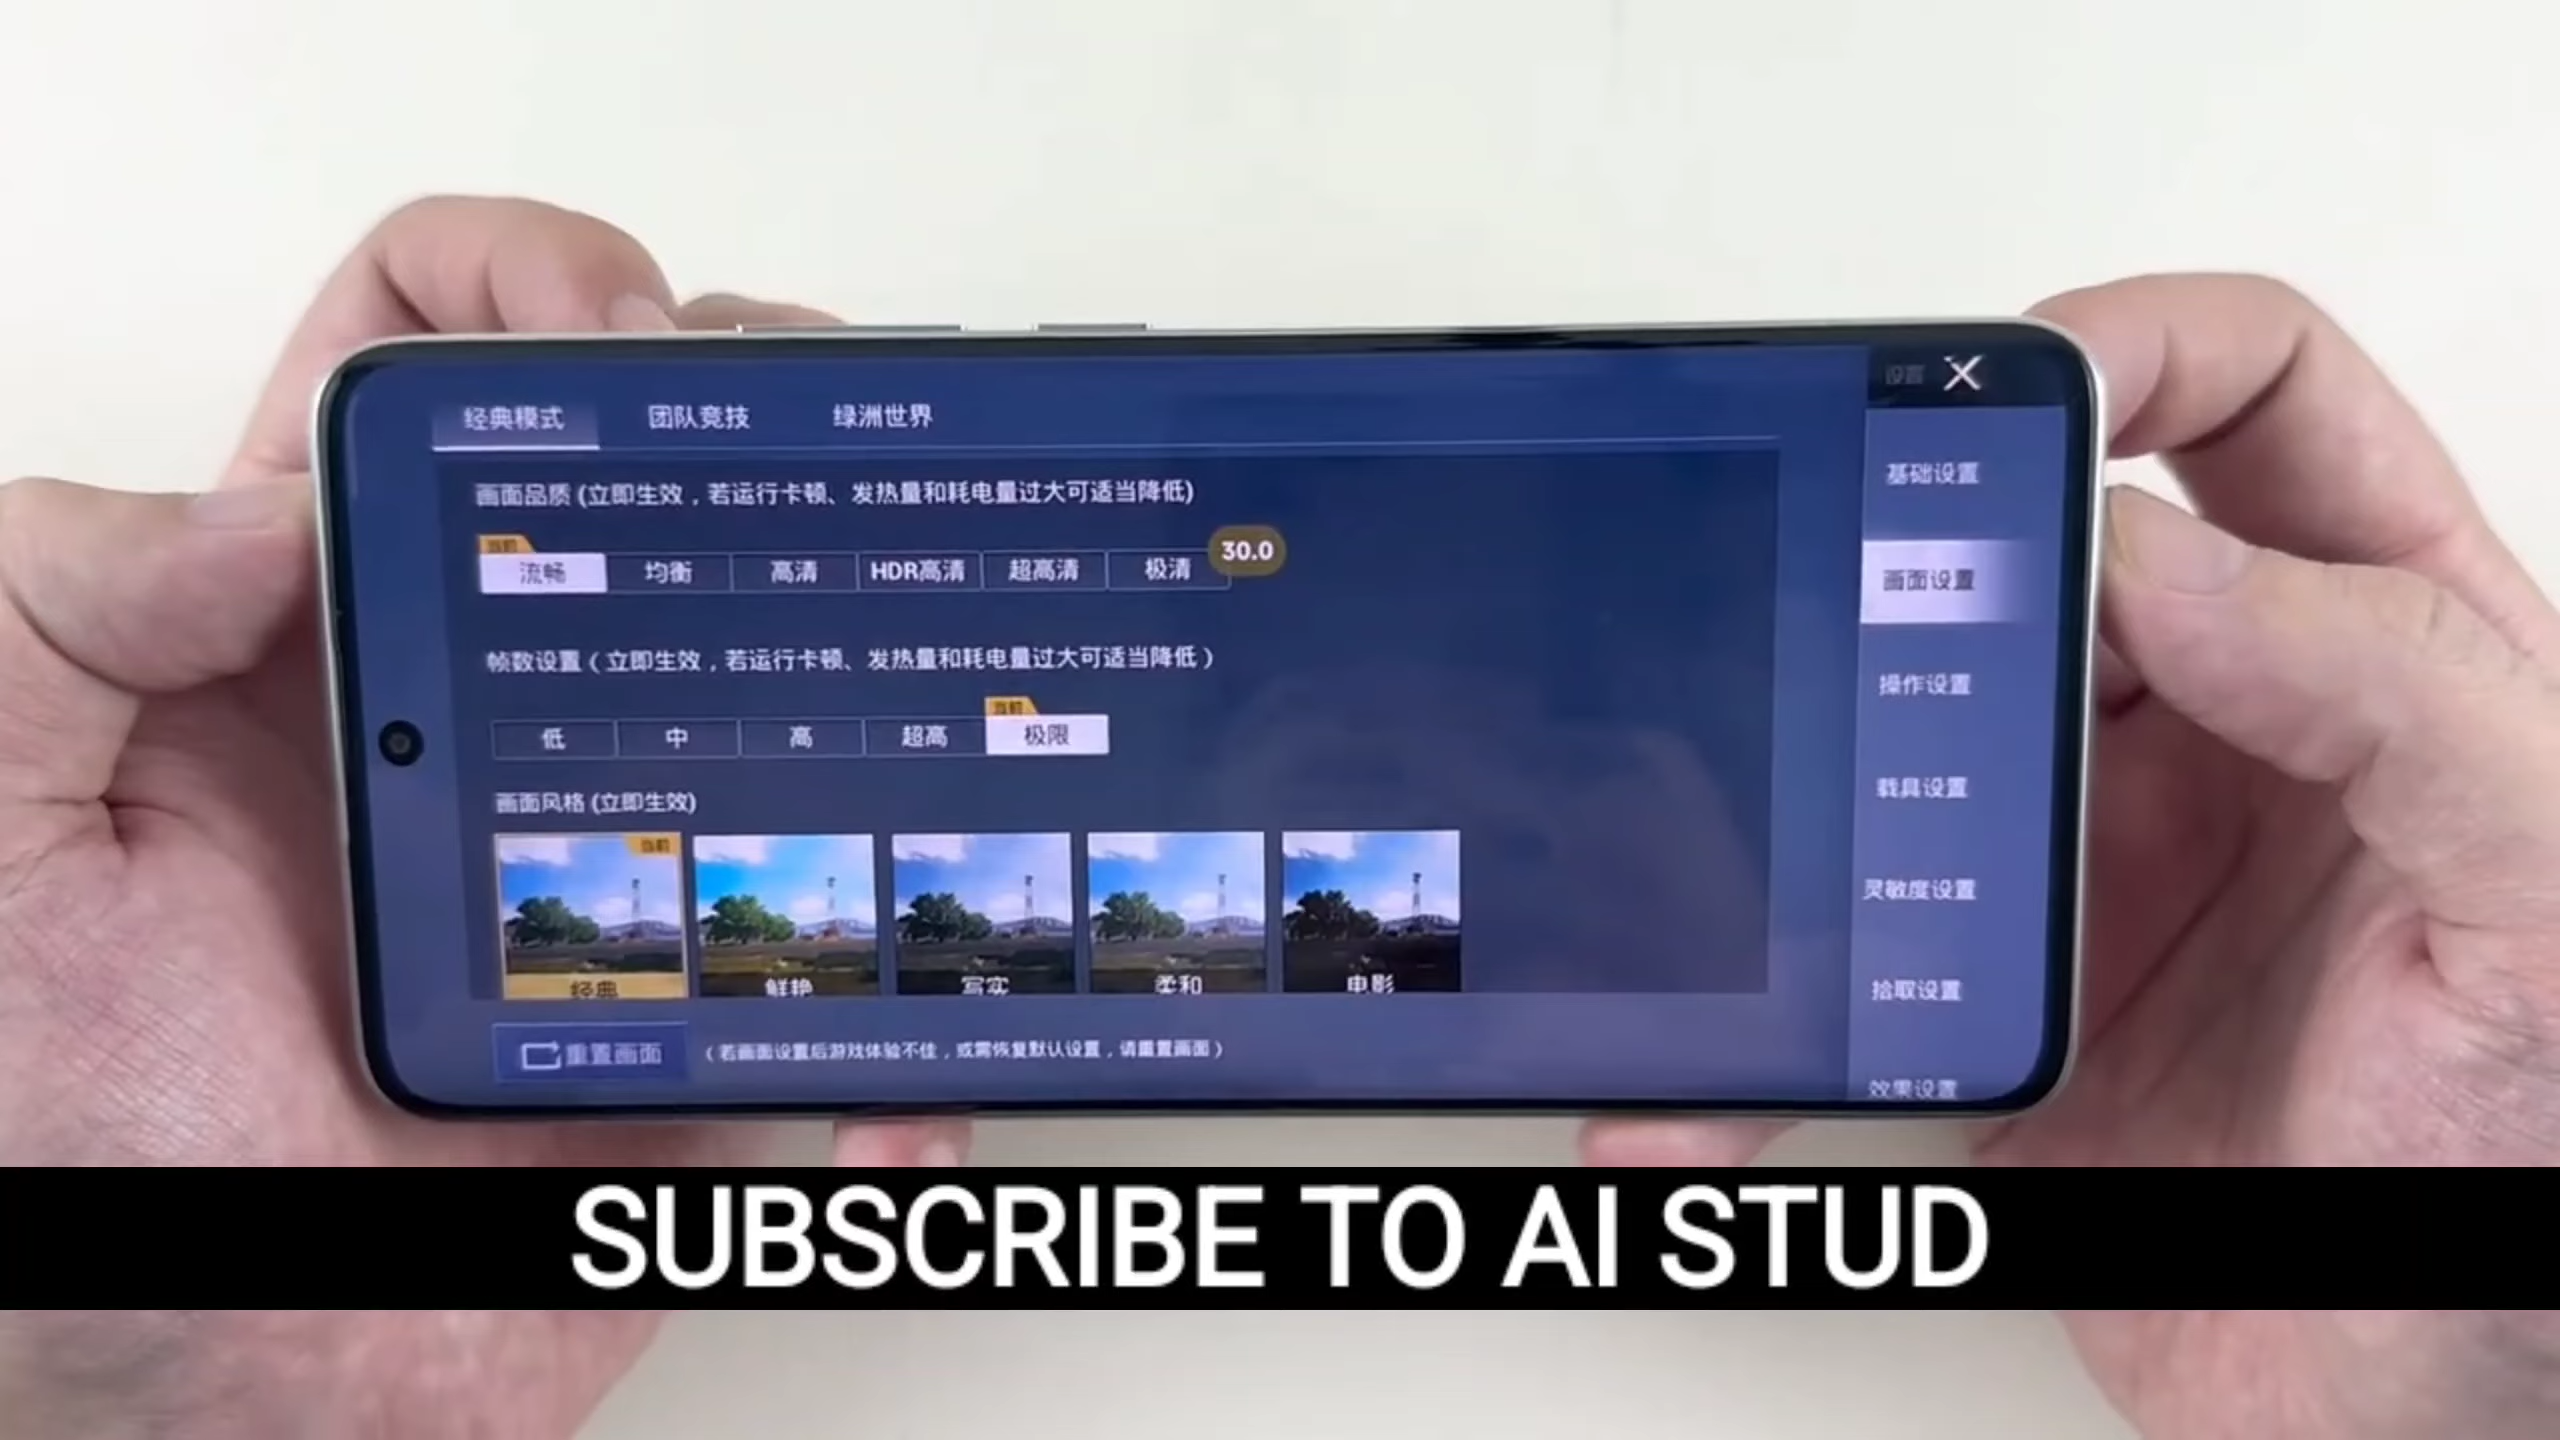 设置
经典模式 团队竞技 绿洲世界
基础设置
画面品质 (立即生效，若运行卡顿、发热量和耗电量过大可适当降低)
30.0
当前
流畅 均衡 高清 HDR高清 超高清 极清
画面设置
帧数设置（立即生效，若运行卡顿、发热量和耗电量过大可适当降低）
操作设置
当前
低 中 高 超高 极限
载具设置
画面风格 (立即生效)
当前
灵敏度设置
经典 鲜艳 写实 柔和 电影
拾取设置
重置画面 （若画面设置后游戏体验不佳，或需恢复默认设置，请重置画面）
效果设置
SUBSCRIBE TO AI STUD